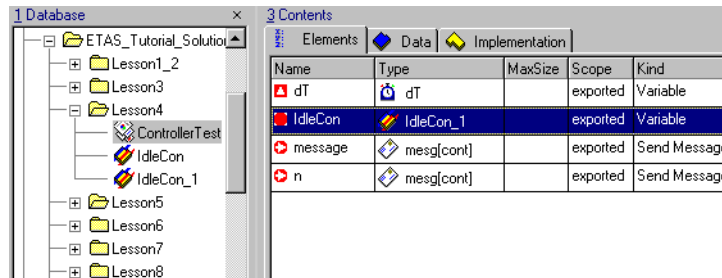 1 Database
×
ETAS_Tutorial_Solution
Lesson1_2
Lesson3
Lesson4
ControllerTest
IdleCon
IdleCon_1
Lesson5
Lesson6
Lesson7
Lesson8
3 Contents
Elements Data Implementation
Name Type MaxSize Scope Kind
dT dT exported Variable
IdleCon IdleCon_1 exported Variable
message mesg[cont] exported Send Message
n mesg[cont] exported Send Message